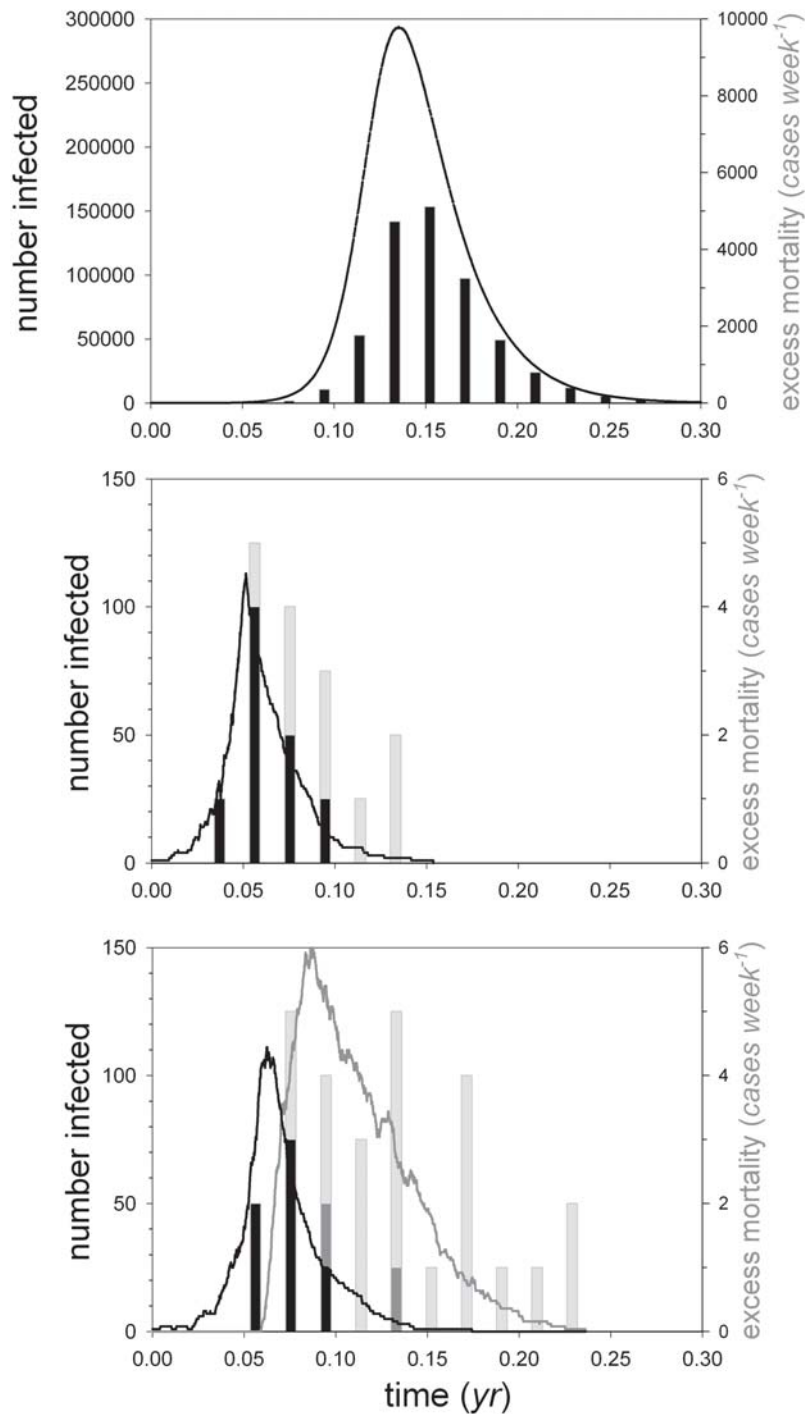 number infected
300000
250000
200000
150000
100000
50000
0
10000
8000
6000
4000
2000
0
excess mortality (cases week-1)
0.00 0.05 0.10 0.15 0.20 0.25 0.30
number infected
150
100
50
0
6
4
2
0
excess mortality (cases week-1)
0.00 0.05 0.10 0.15 0.20 0.25 0.30
number infected
150
100
50
0
6
4
2
0
excess mortality (cases week-1)
0.00 0.05 0.10 0.15 0.20 0.25 0.30
time (yr)